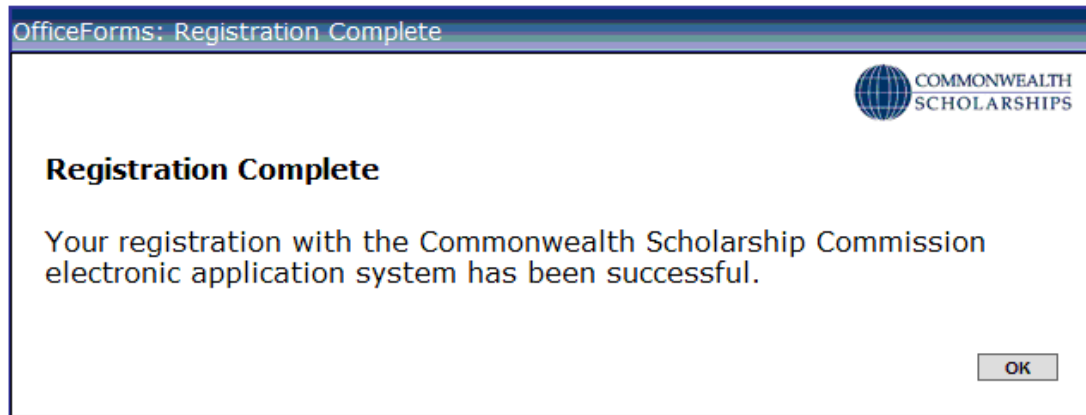 OfficeForms: Registration Complete
COMMONWEALTH
SCHOLARSHIPS
Registration Complete
Your registration with the Commonwealth Scholarship Commission
electronic application system has been successful.
OK